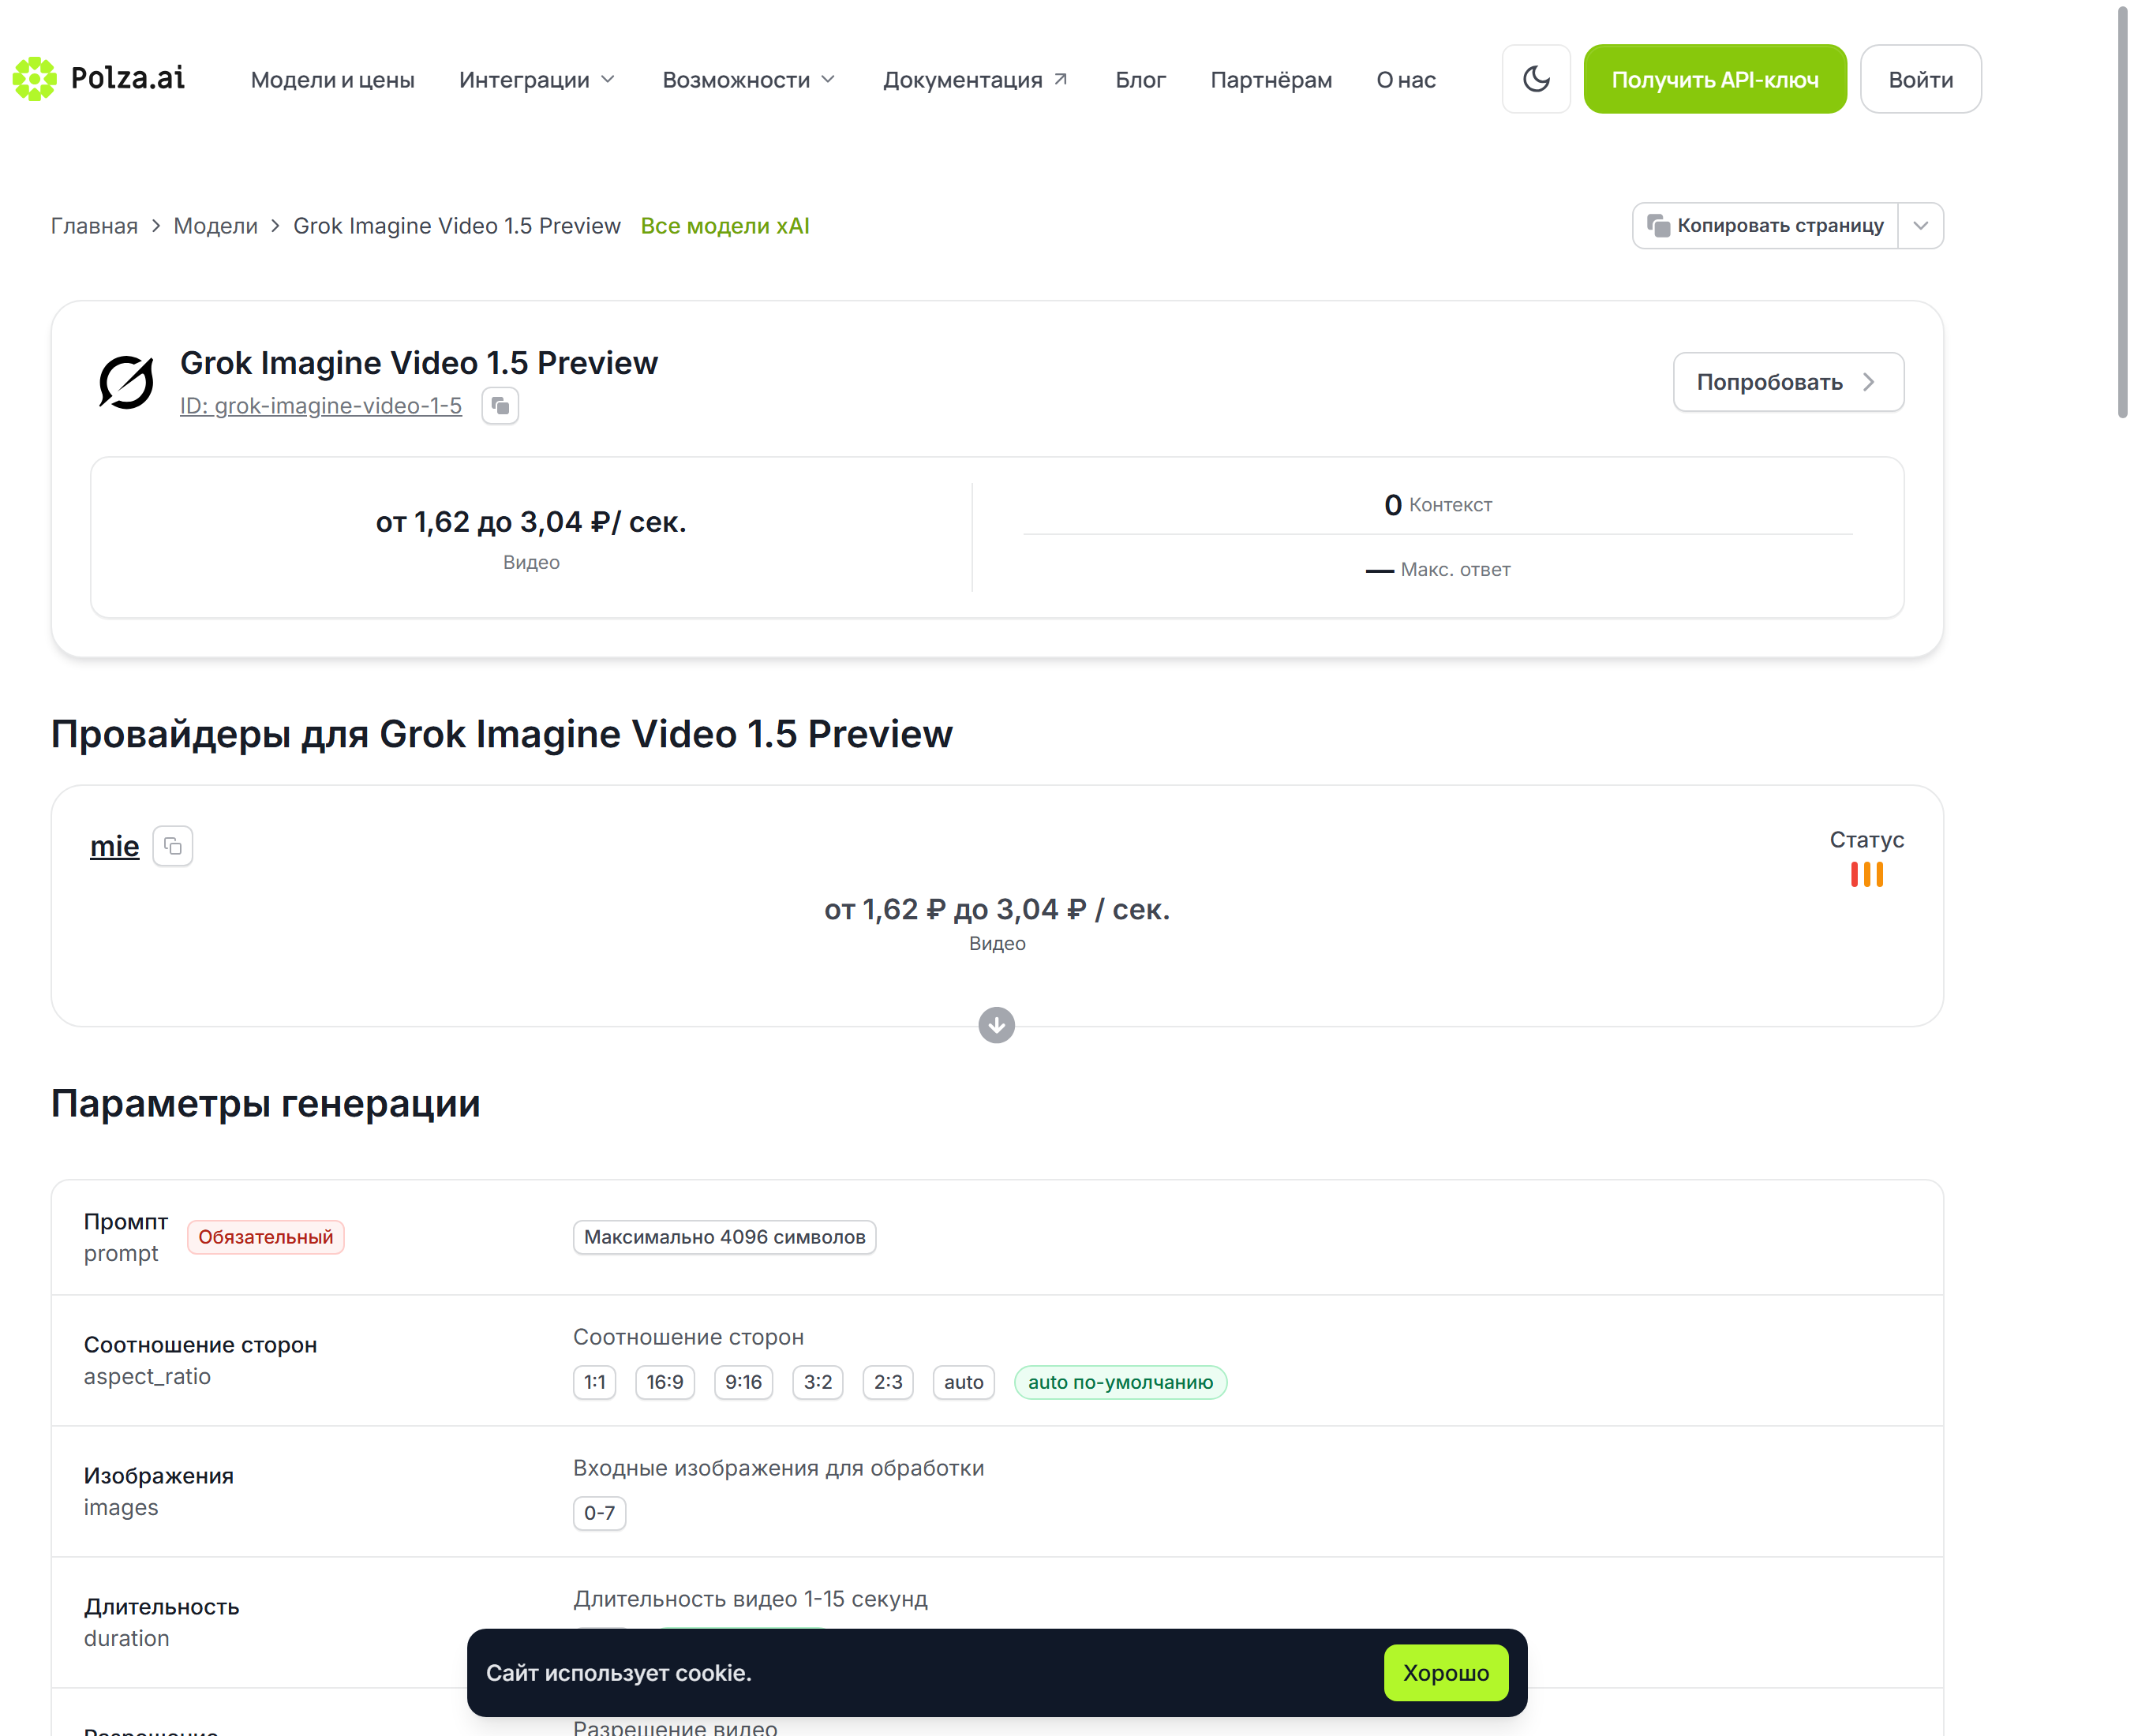 Polza.ai
Модели и цены
Интеграции
Возможности
Документация
Блог
Партнёрам
О нас
Получить API-ключ
Войти
Главная > Модели > Grok Imagine Video 1.5 Preview Все модели xAI
Копировать страницу
Grok Imagine Video 1.5 Preview
ID: grok-imagine-video-1-5
Попробовать
от 1,62 до 3,04 ₽/ сек.
Видео
0 Контекст
— Макс. ответ
Провайдеры для Grok Imagine Video 1.5 Preview
mie
Статус
от 1,62 ₽ до 3,04 ₽ / сек.
Видео
Параметры генерации
Промпт
prompt
Обязательный
Максимально 4096 символов
Соотношение сторон
aspect_ratio
Соотношение сторон
1:1 16:9 9:16 3:2 2:3 auto auto по-умолчанию
Изображения
images
Входные изображения для обработки
0-7
Длительность
duration
Длительность видео 1-15 секунд
Сайт использует cookie.
Хорошо
Разрешение
Разрешение видео